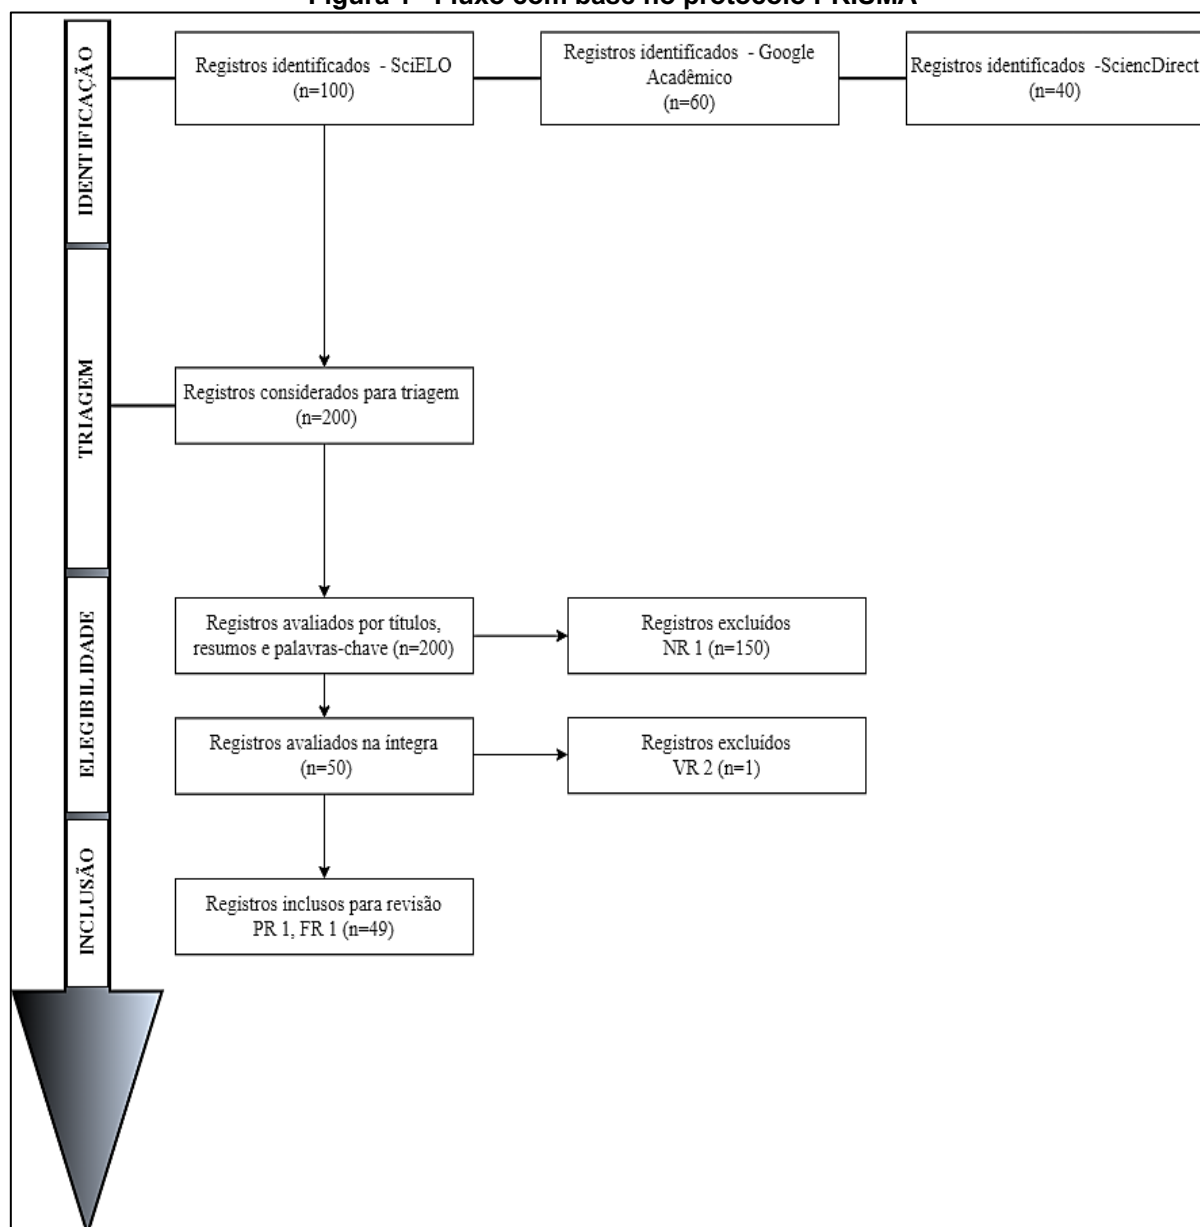 Figura 1 - Fluxo com base no protocolo PRISMA
IDENTIFICAÇÃO
Registros identificados - SciELO
(n=100)
Registros identificados - Google
Acadêmico
(n=60)
Registros identificados -SciencDirect
(n=40)
TRIAGEM
Registros considerados para triagem
(n=200)
ELEGIBILIDADE
Registros avaliados por títulos,
resumos e palavras-chave (n=200)
Registros excluídos
NR 1 (n=150)
Registros avaliados na íntegra
(n=50)
Registros excluídos
VR 2 (n=1)
INCLUSÃO
Registros inclusos para revisão
PR 1, FR 1 (n=49)